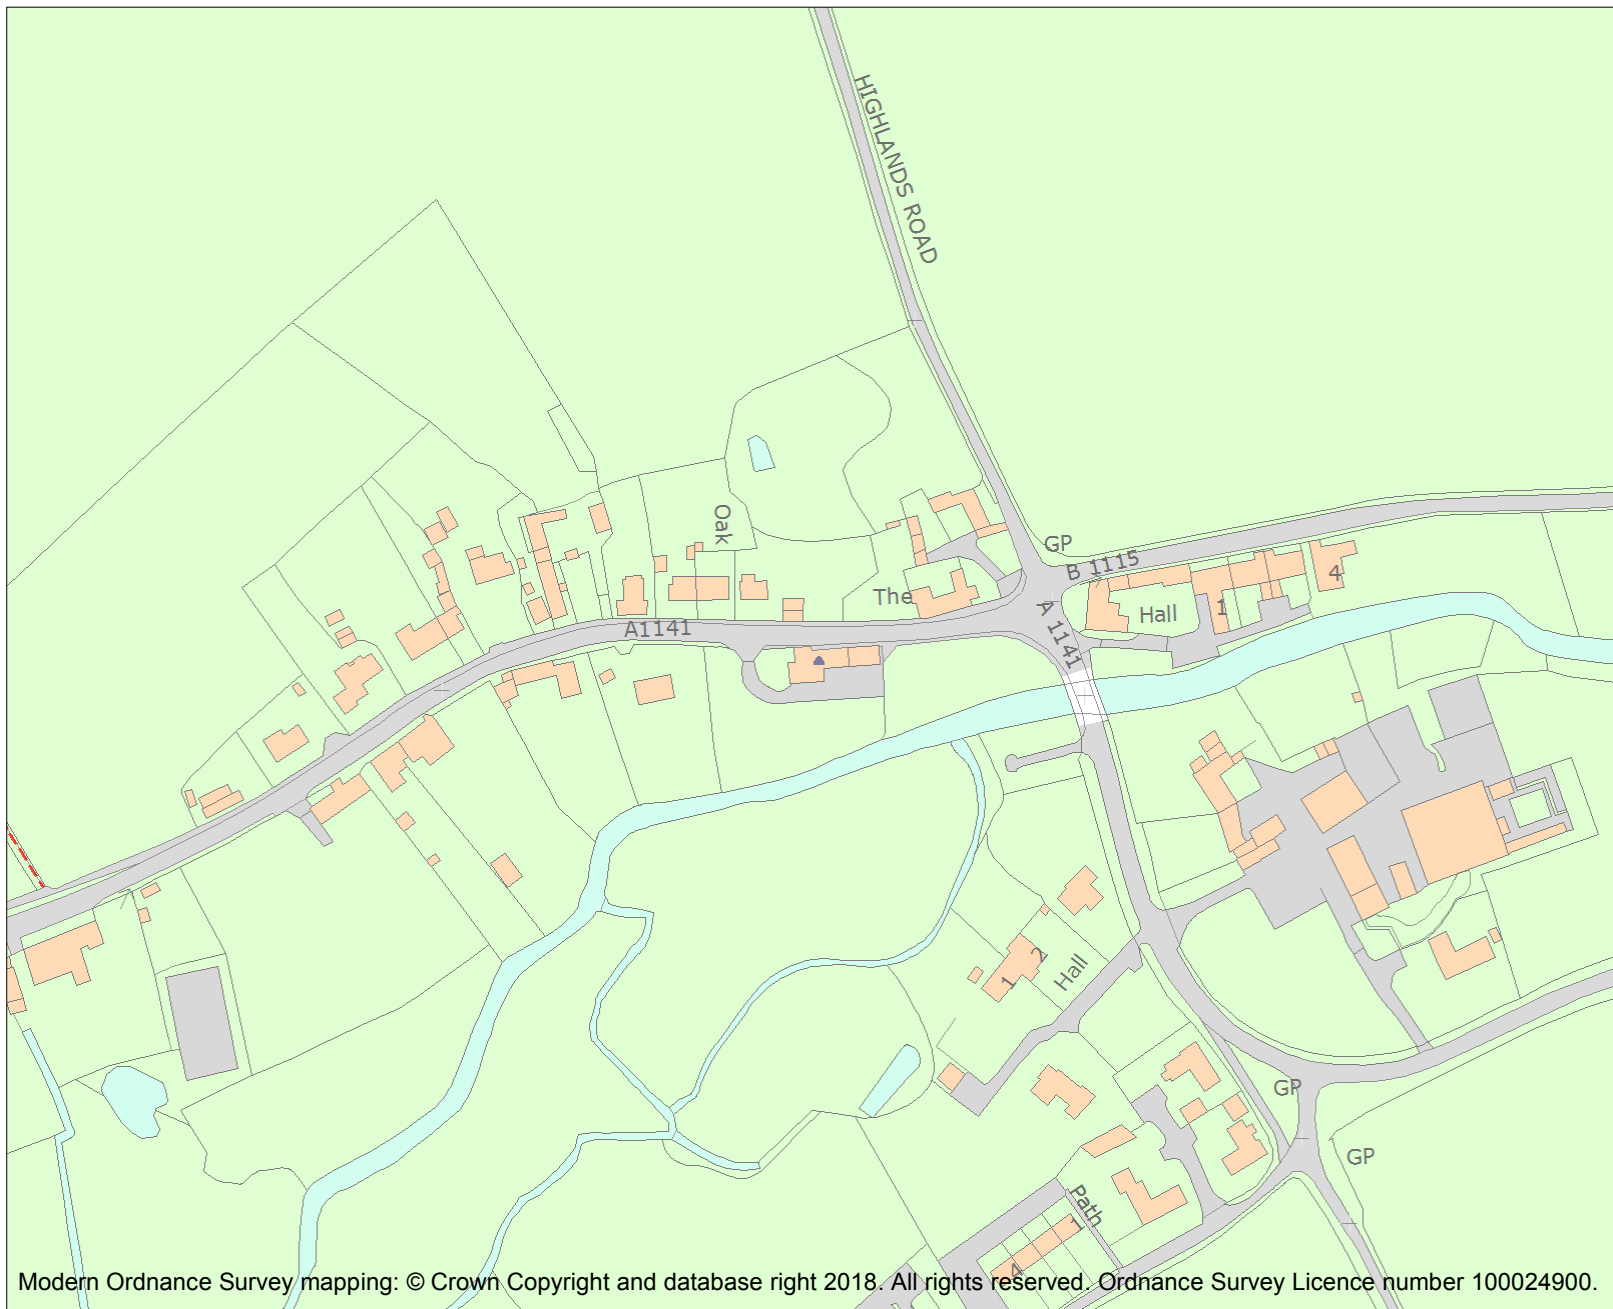 HIGHLANDS ROAD
Oak
GP
B 1115
4
The
1
Hall
A 1141
A1141
2
1
Hall
GP
GP
Path
1
4
Modern Ordnance Survey mapping: © Crown Copyright and database right 2018. All rights reserved. Ordnance Survey Licence number 100024900.